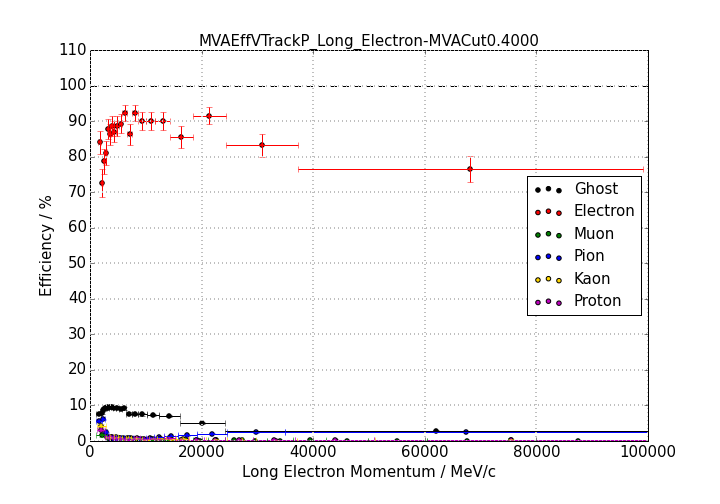 MVAEffVTrackP_Long_Electron-MVACut0.4000
110
100
90
80
70
60
50
40
30
20
10
0
Efficiency / %
Ghost
Electron
Muon
Pion
Kaon
Proton
0 20000 40000 60000 80000 100000
Long Electron Momentum / MeV/c